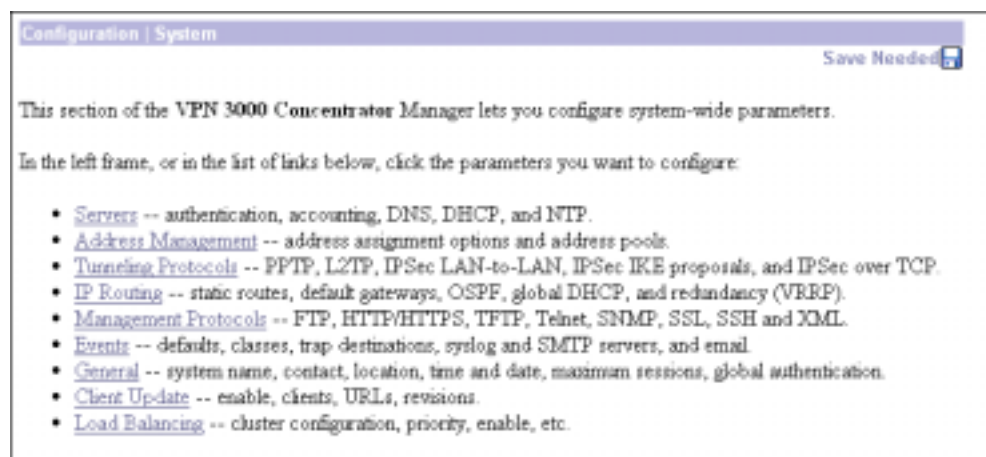 Configuration | System
Save Needed
This section of the VPN 3000 Concentrator Manager lets you configure system-wide parameters.
In the left frame, or in the list of links below, click the parameters you want to configure:
• Servers -- authentication, accounting, DNS, DHCP, and NTP.
• Address Management -- address assignment options and address pools.
• Tunneling Protocols -- PPTP, L2TP, IPSec LAN-to-LAN, IPSec IKE proposals, and IPSec over TCP.
• IP Routing -- static routes, default gateways, OSPF, global DHCP, and redundancy (VRRP).
• Management Protocols -- FTP, HTTP/HTTPS, TFTP, Telnet, SNMP, SSL, SSH and XML.
• Events -- defaults, classes, trap destinations, syslog and SMTP servers, and email.
• General -- system name, contact, location, time and date, maximum sessions, global authentication.
• Client Update -- enable, clients, URLs, revisions.
• Load Balancing -- cluster configuration, priority, enable, etc.